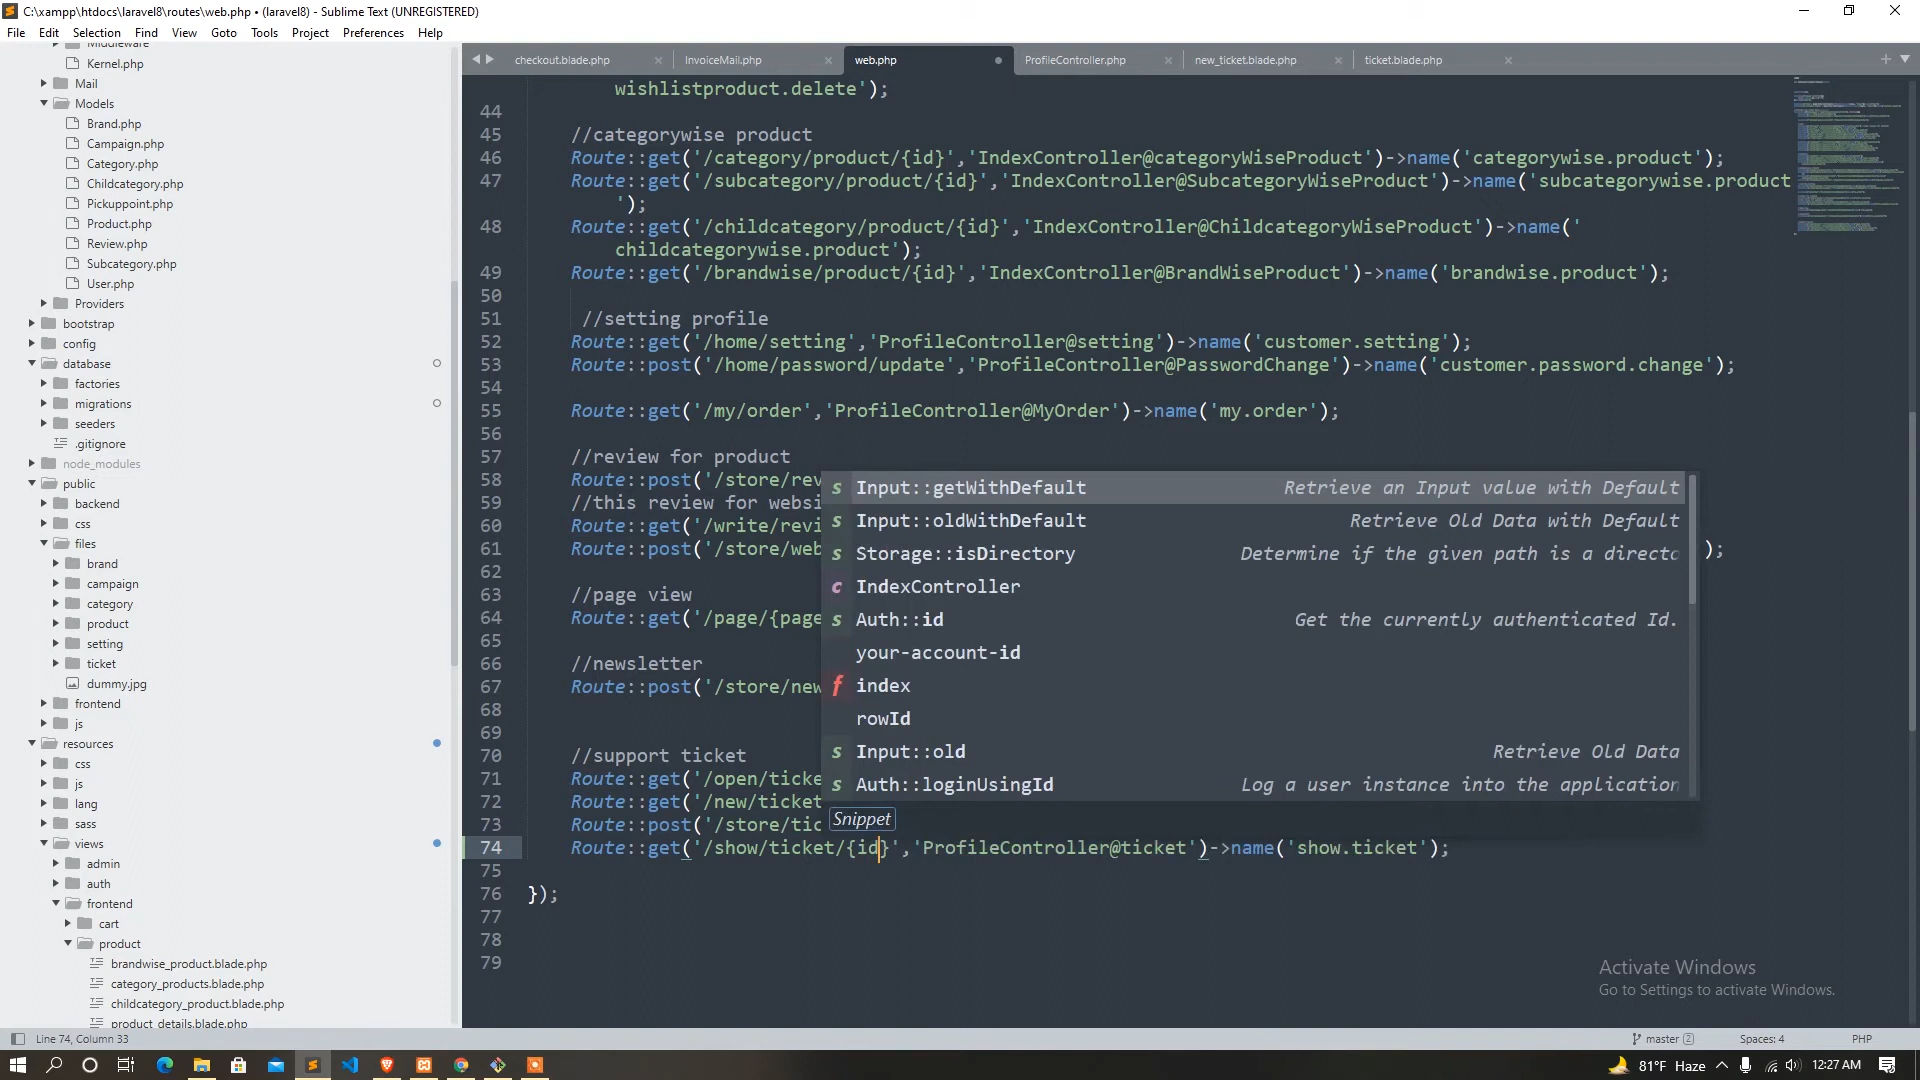 C:\xampp\htdocs\laravel8\routes\web.php • (laravel8) - Sublime Text (UNREGISTERED)
File Edit Selection Find View Goto Tools Project Preferences Help
Middleware
Kernel.php
Mail
Models
Brand.php
Campaign.php
Category.php
Childcategory.php
Pickuppoint.php
Product.php
Review.php
Subcategory.php
User.php
Providers
bootstrap
config
database
factories
migrations
seeders
.gitignore
node_modules
public
backend
css
files
brand
campaign
category
product
setting
ticket
dummy.jpg
frontend
js
resources
css
js
lang
sass
views
admin
auth
frontend
cart
product
brandwise_product.blade.php
category_products.blade.php
childcategory_product.blade.php
product_details.blade.php
checkout.blade.php InvoiceMail.php web.php ProfileController.php new_ticket.blade.php ticket.blade.php
wishlistproduct.delete');
44
45 //categorywise product
46 Route::get('/category/product/{id}','IndexController@categoryWiseProduct')->name('categorywise.product');
47 Route::get('/subcategory/product/{id}','IndexController@SubcategoryWiseProduct')->name('subcategorywise.product
');
48 Route::get('/childcategory/product/{id}','IndexController@ChildcategoryWiseProduct')->name('
childcategorywise.product');
49 Route::get('/brandwise/product/{id}','IndexController@BrandWiseProduct')->name('brandwise.product');
50
51 //setting profile
52 Route::get('/home/setting','ProfileController@setting')->name('customer.setting');
53 Route::post('/home/password/update','ProfileController@PasswordChange')->name('customer.password.change');
54
55 Route::get('/my/order','ProfileController@MyOrder')->name('my.order');
56
57 //review for product
58 Route::post('/store/rev
59 //this review for websi
60 Route::get('/write/revi
61 Route::post('/store/web );
62
63 //page view
64 Route::get('/page/{page
65
66 //newsletter
67 Route::post('/store/new
68
69
70 //support ticket
71 Route::get('/open/ticke
72 Route::get('/new/ticket
73 Route::post('/store/tic
74 Route::get('/show/ticket/{id}','ProfileController@ticket')->name('show.ticket');
75
76 });
77
78
79
s Input::getWithDefault Retrieve an Input value with Default
s Input::oldWithDefault Retrieve Old Data with Default
s Storage::isDirectory Determine if the given path is a directo
c IndexController
s Auth::id Get the currently authenticated Id.
your-account-id
f index
rowId
s Input::old Retrieve Old Data
s Auth::loginUsingId Log a user instance into the application
Snippet
Activate Windows
Go to Settings to activate Windows.
Line 74, Column 33 master 2 Spaces: 4 PHP
81°F Haze 12:27 AM